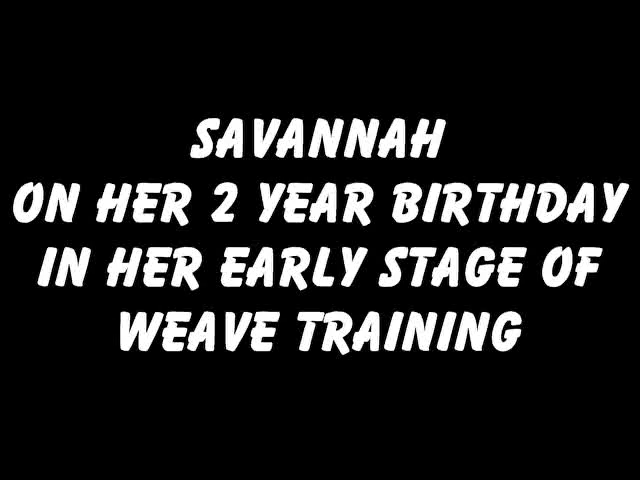 SAVANNAH
ON HER 2 YEAR BIRTHDAY
IN HER EARLY STAGE OF
WEAVE TRAINING